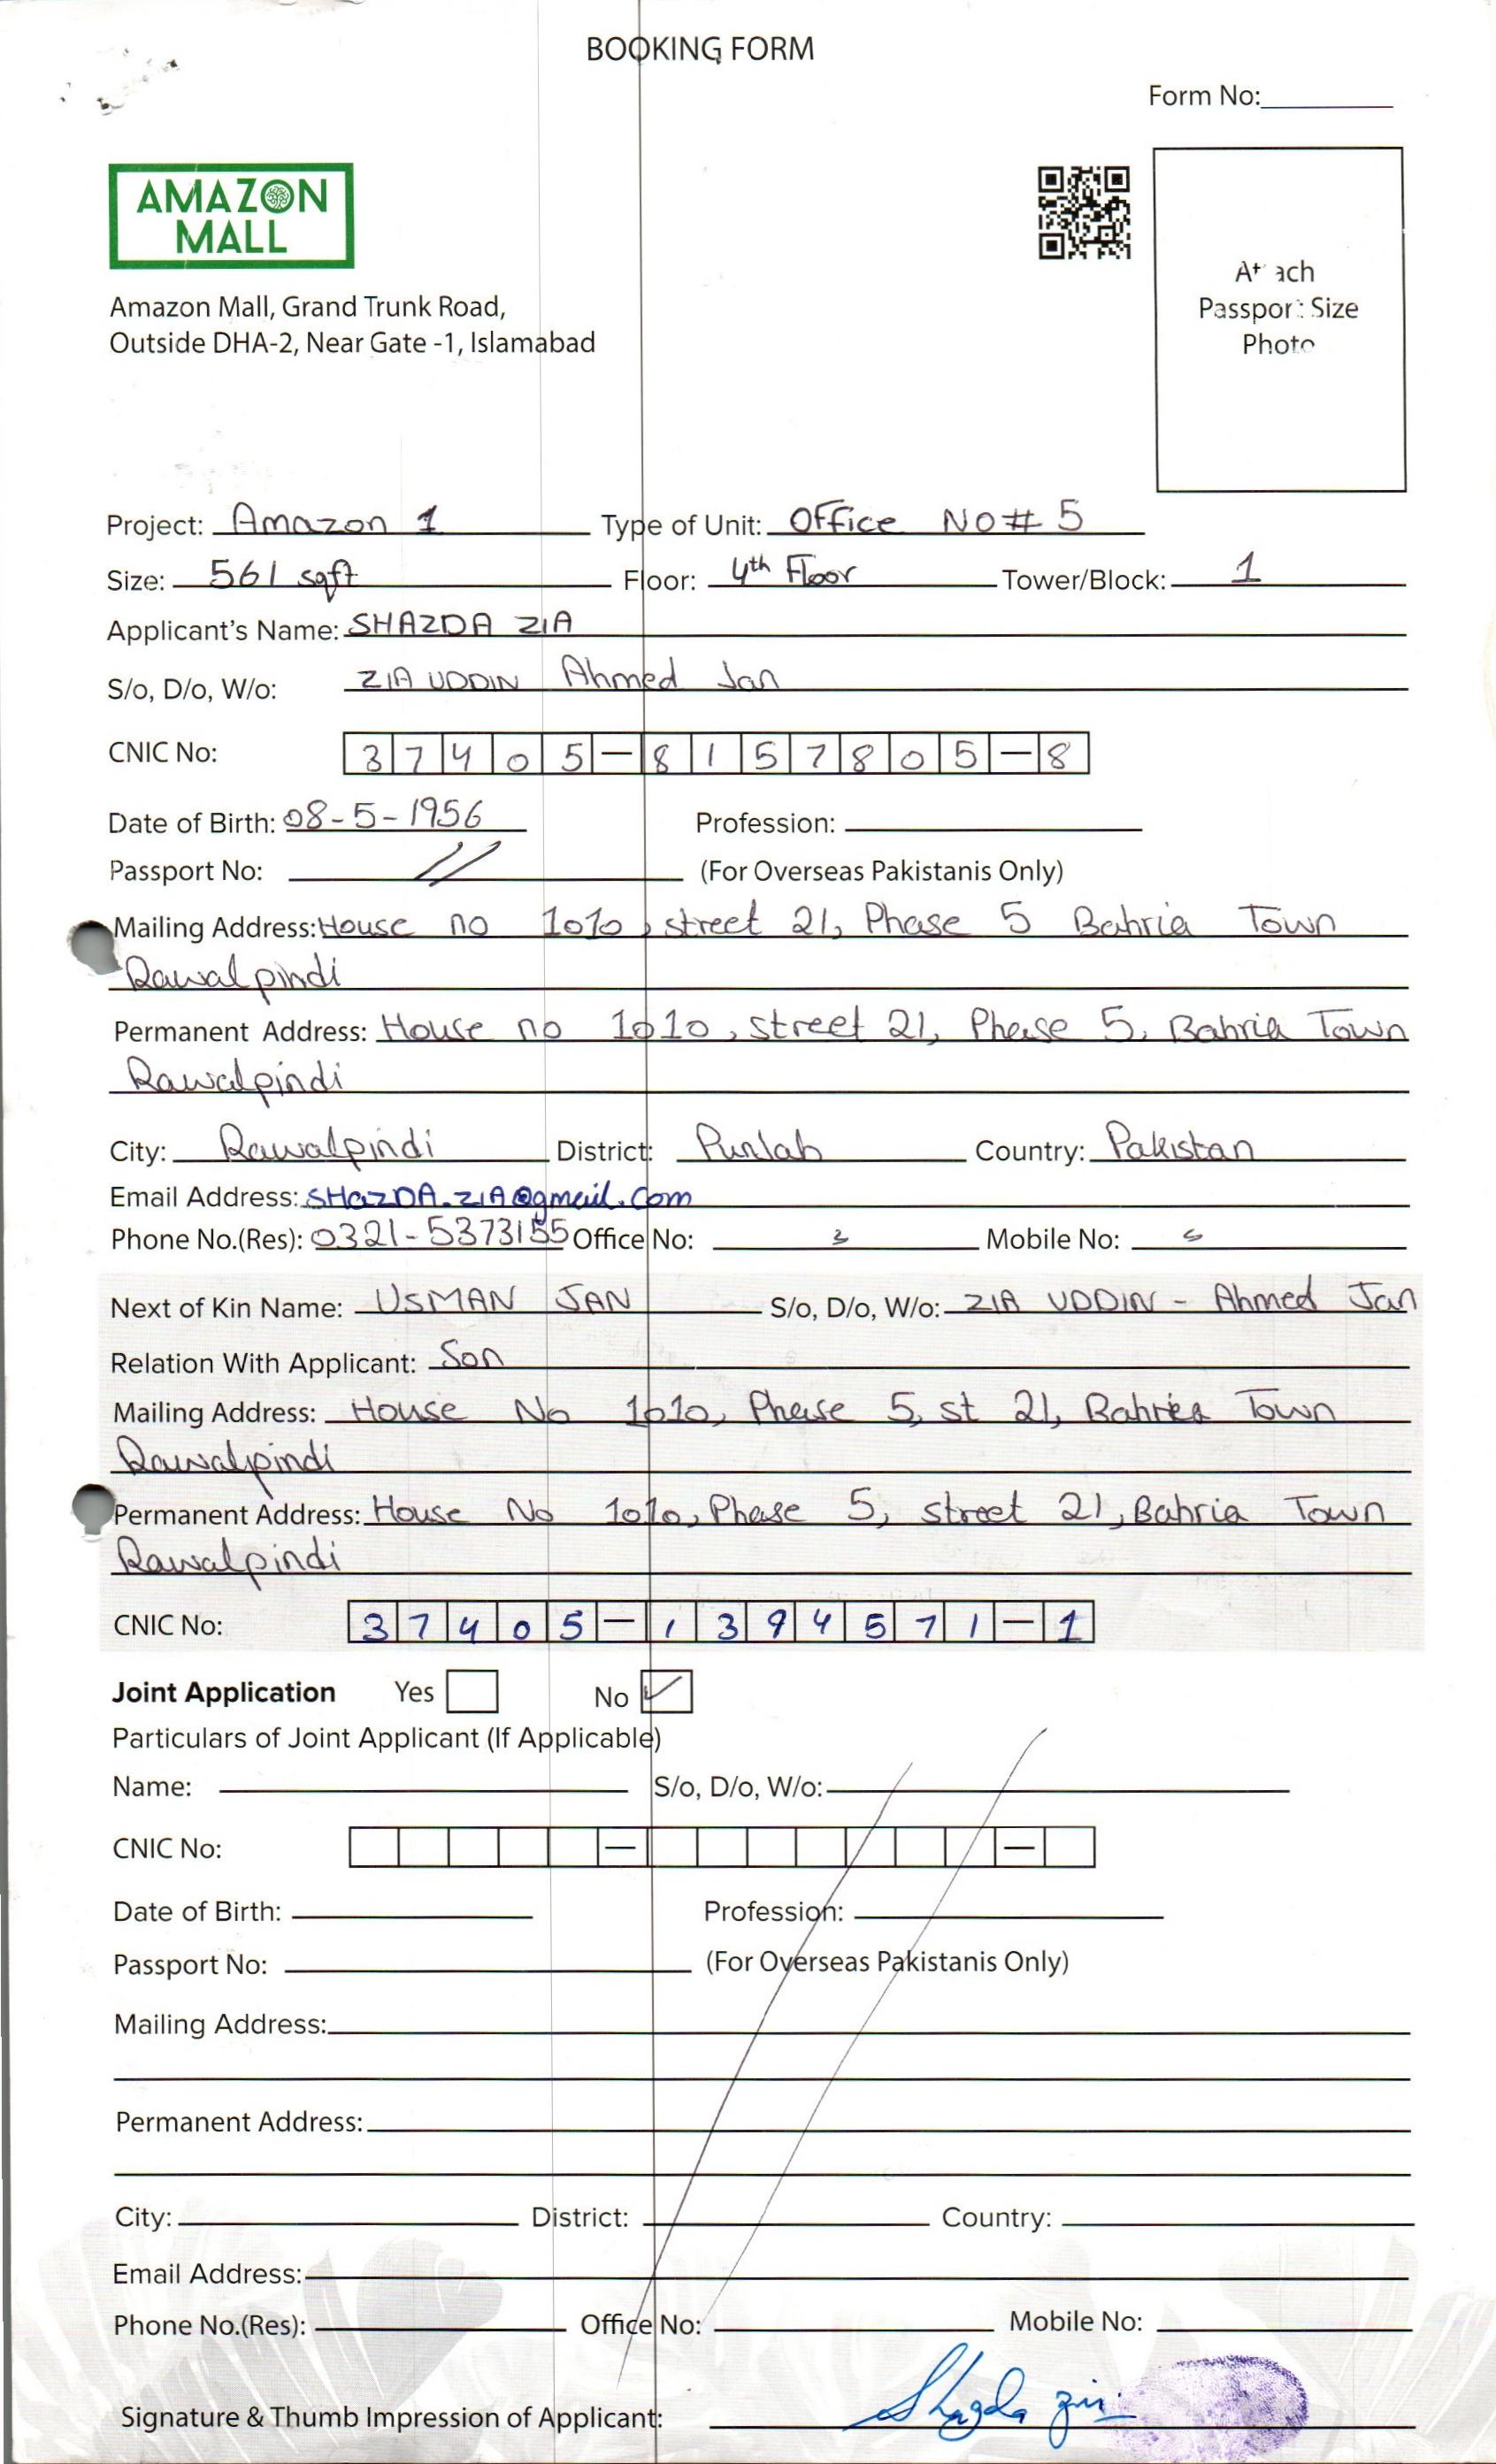 BOOKING FORM
Form No:
AMAZON
MALL
Amazon Mall, Grand Trunk Road,
Outside DHA-2, Near Gate -1, Islamabad
Attach
Passport Size
Photo
Project: Amazon 1 Type of Unit: Office NO# 5
Size: 561 sqft Floor: 4th Floor Tower/Block: 1
Applicant's Name: SHAZDA ZIA
S/o, D/o, W/o: ZIA UDDIN Ahmed Jan
CNIC No: 37405-8157805-8
Date of Birth: 08-5-1956 Profession:
Passport No: // (For Overseas Pakistanis Only)
Mailing Address: House no 1010, street 21, Phase 5 Bahria Town
Rawalpindi
Permanent Address: House no 1010, street 21, Phase 5, Bahria Town
Rawalpindi
City: Rawalpindi District: Punjab Country: Pakistan
Email Address: SHazDA.ZIA@gmail.com
Phone No.(Res): 0321-5373155 Office No: Mobile No:
Next of Kin Name: USMAN JAN S/o, D/o, W/o: ZIA UDDIN - Ahmed Jan
Relation With Applicant: Son
Mailing Address: House No 1010, Phase 5, st 21, Bahria Town
Rawalpindi
Permanent Address: House No 1010, Phase 5, street 21, Bahria Town
Rawalpindi
CNIC No: 37405-1394571-1
Joint Application Yes No ✓
Particulars of Joint Applicant (If Applicable)
Name: S/o, D/o, W/o:
CNIC No: — —
Date of Birth: Profession:
Passport No: (For Overseas Pakistanis Only)
Mailing Address:
Permanent Address:
City: District: Country:
Email Address:
Phone No.(Res): Office No: Mobile No:
Signature & Thumb Impression of Applicant: Shazda Zia